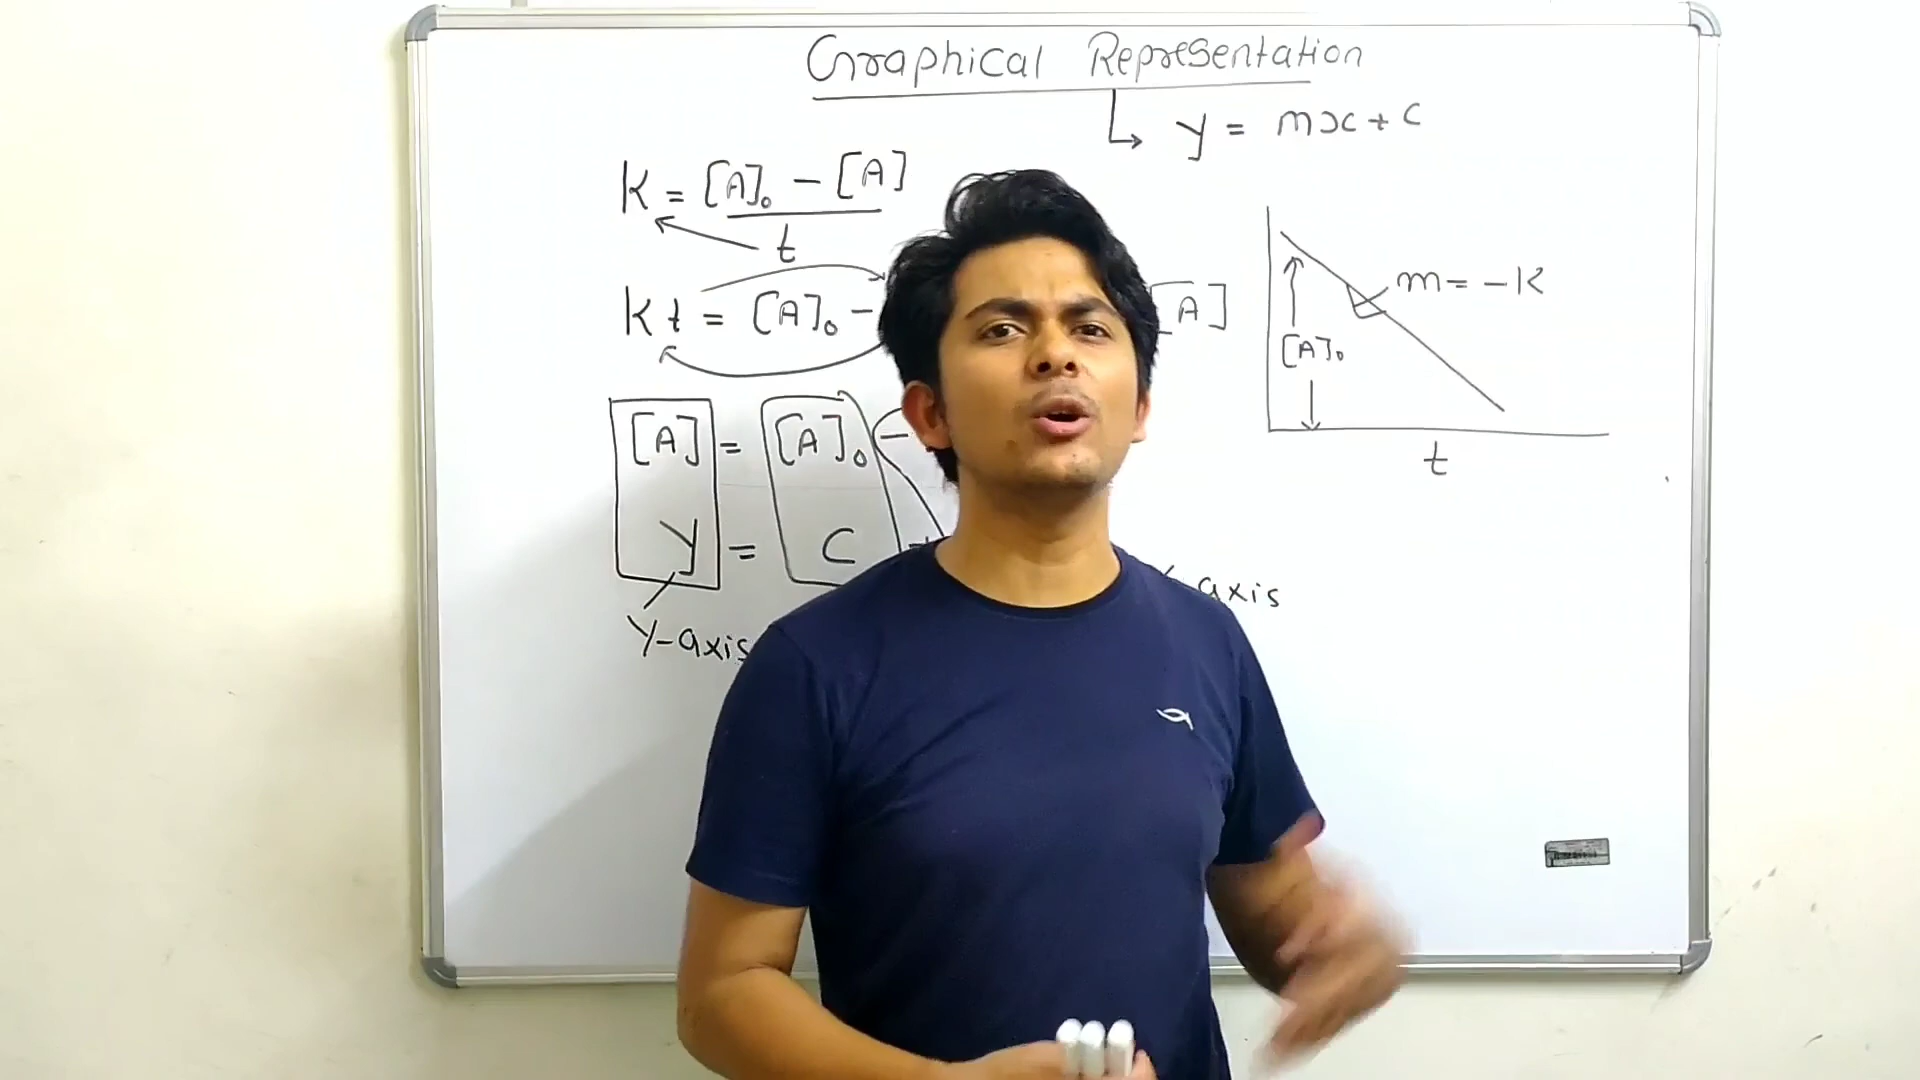 Graphical Representation
y = mx + c
K = [A]₀ - [A]
t
Kt = [A]₀ -
[A]
m = -K
[A]₀
t
[A] = [A]₀ -
y = C +
axis
Y-axis